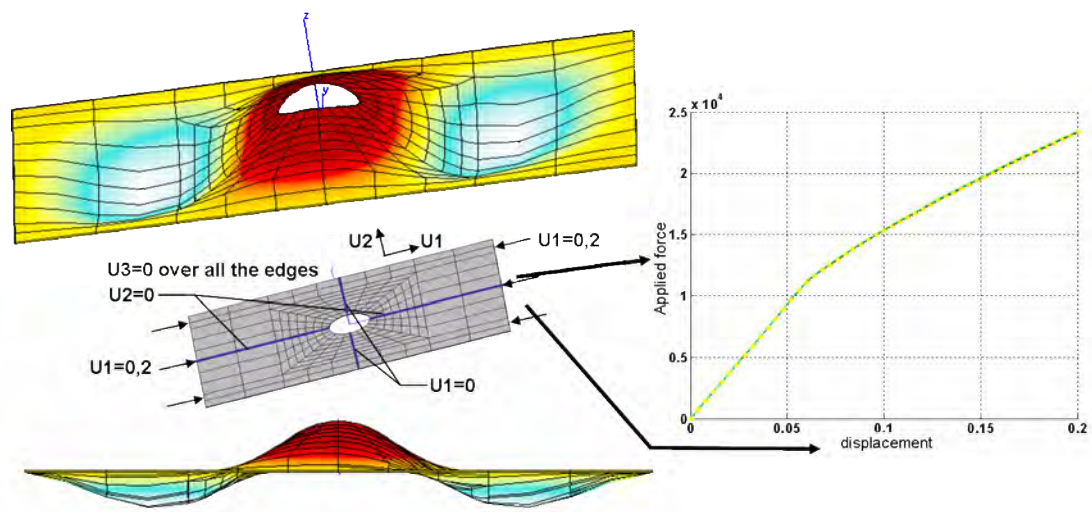 z
y
U2
U1
U1=0,2
U3=0 over all the edges
U2=0
U1=0,2
U1=0
x 10^4
2.5
2
1.5
1
0.5
0
Applied force
0
0.05
0.1
0.15
0.2
displacement